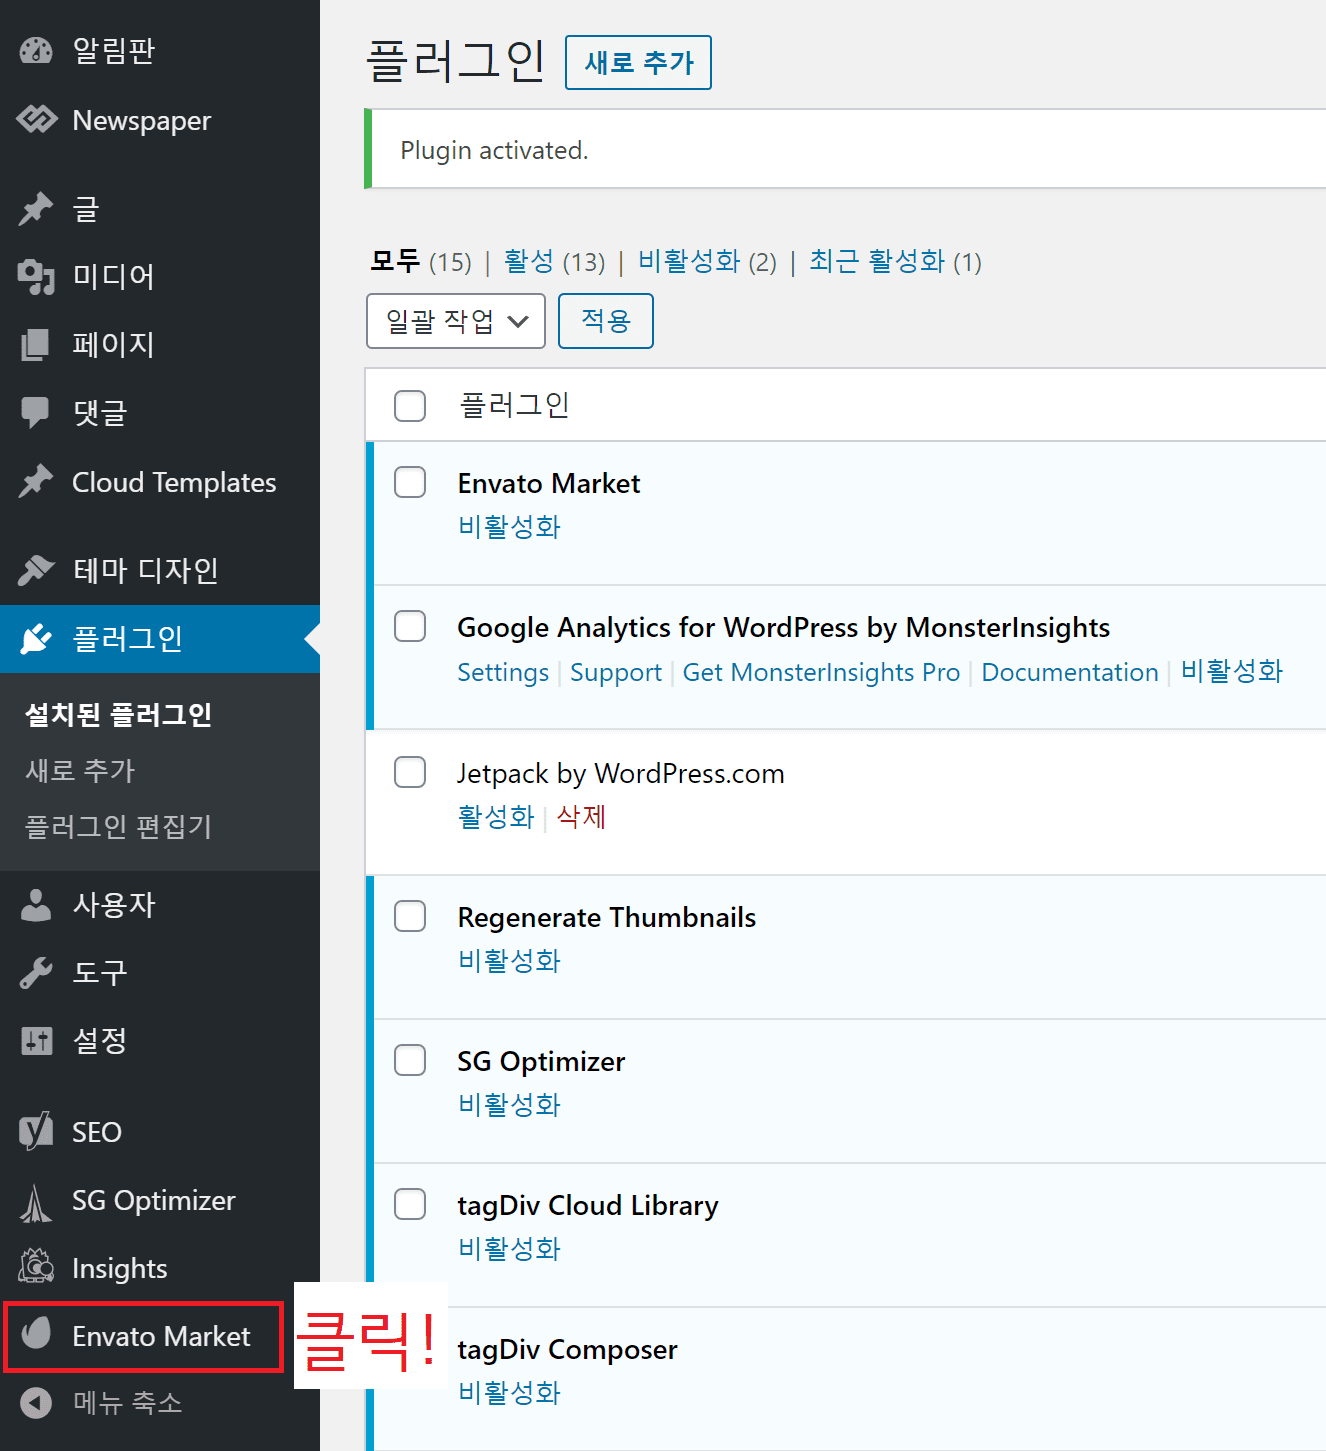 알림판
Newspaper
글
미디어
페이지
댓글
Cloud Templates
테마 디자인
플러그인
설치된 플러그인
새로 추가
플러그인 편집기
사용자
도구
설정
SEO
SG Optimizer
Insights
Envato Market
클릭!
메뉴 축소
플러그인 새로 추가
Plugin activated.
모두 (15) | 활성 (13) | 비활성화 (2) | 최근 활성화 (1)
일괄 작업 적용
플러그인
Envato Market
비활성화
Google Analytics for WordPress by MonsterInsights
Settings | Support | Get MonsterInsights Pro | Documentation | 비활성화
Jetpack by WordPress.com
활성화 | 삭제
Regenerate Thumbnails
비활성화
SG Optimizer
비활성화
tagDiv Cloud Library
비활성화
tagDiv Composer
비활성화